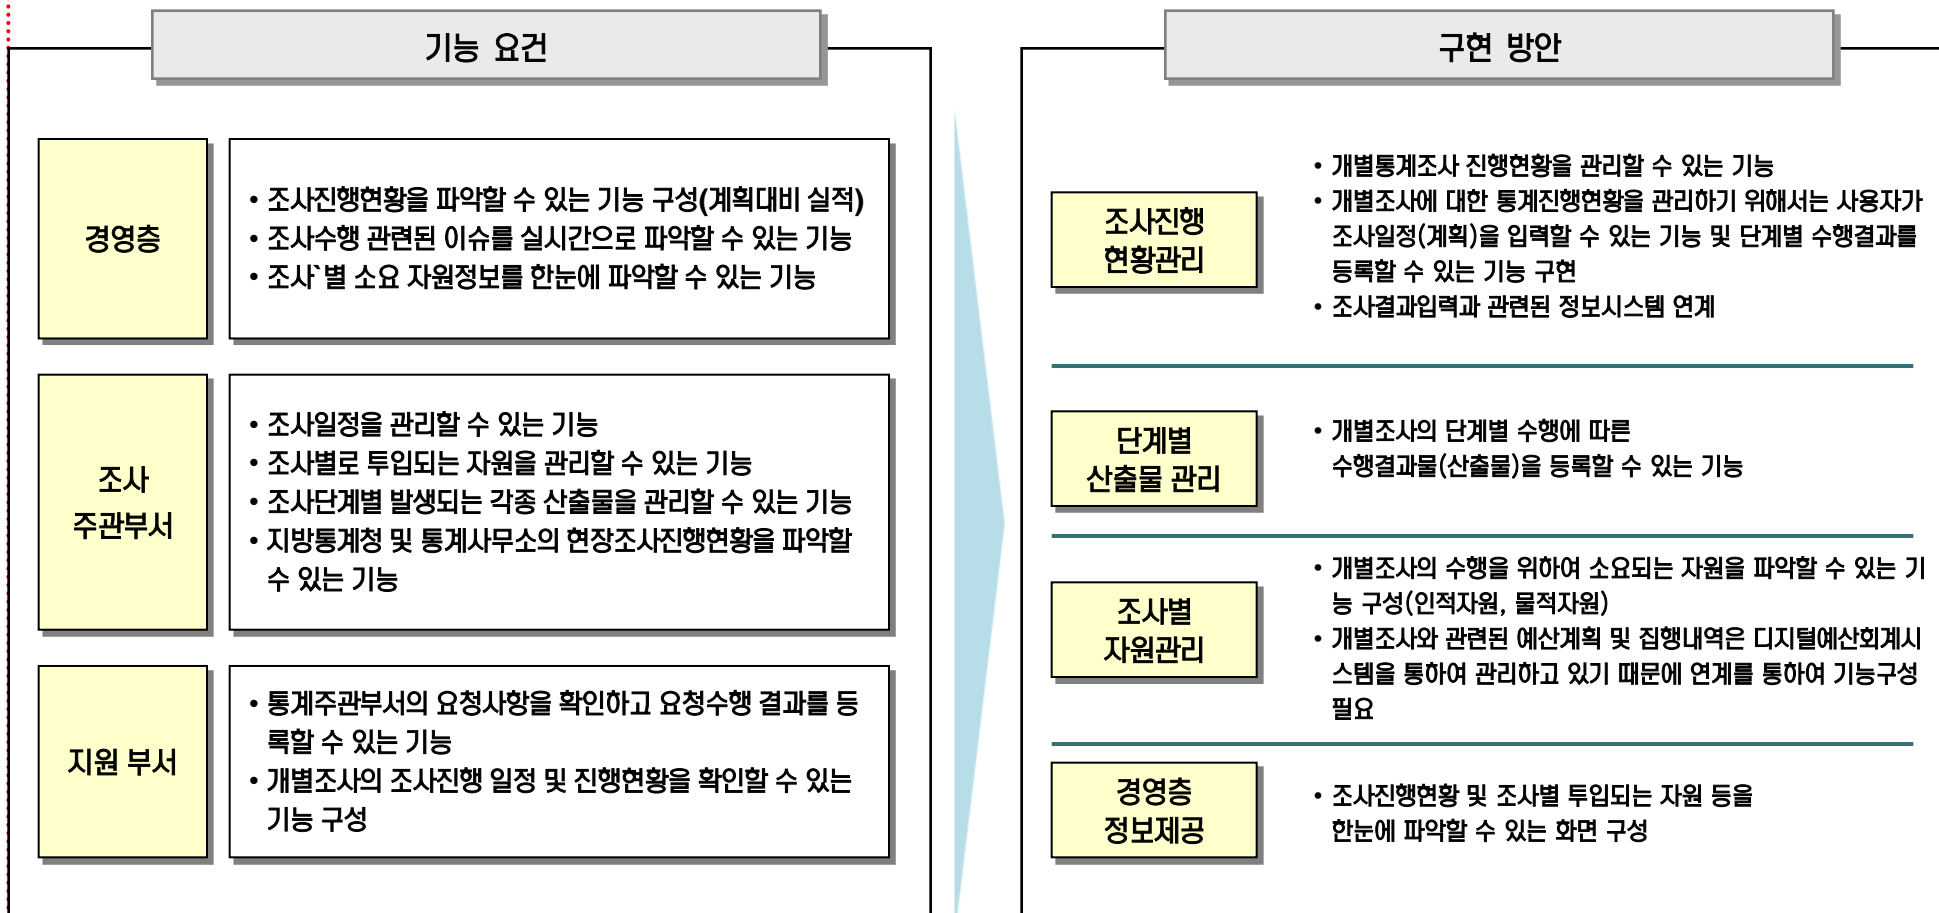 기능 요건
경영층
• 조사진행현황을 파악할 수 있는 기능 구성(계획대비 실적)
• 조사수행 관련된 이슈를 실시간으로 파악할 수 있는 기능
• 조사`별 소요 자원정보를 한눈에 파악할 수 있는 기능
조사
주관부서
• 조사일정을 관리할 수 있는 기능
• 조사별로 투입되는 자원을 관리할 수 있는 기능
• 조사단계별 발생되는 각종 산출물을 관리할 수 있는 기능
• 지방통계청 및 통계사무소의 현장조사진행현황을 파악할
수 있는 기능
지원 부서
• 통계주관부서의 요청사항을 확인하고 요청수행 결과를 등
록할 수 있는 기능
• 개별조사의 조사진행 일정 및 진행현황을 확인할 수 있는
기능 구성
구현 방안
조사진행
현황관리
• 개별통계조사 진행현황을 관리할 수 있는 기능
• 개별조사에 대한 통계진행현황을 관리하기 위해서는 사용자가
조사일정(계획)을 입력할 수 있는 기능 및 단계별 수행결과를
등록할 수 있는 기능 구현
• 조사결과입력과 관련된 정보시스템 연계
단계별
산출물 관리
• 개별조사의 단계별 수행에 따른
수행결과물(산출물)을 등록할 수 있는 기능
조사별
자원관리
• 개별조사의 수행을 위하여 소요되는 자원을 파악할 수 있는 기
능 구성(인적자원, 물적자원)
• 개별조사와 관련된 예산계획 및 집행내역은 디지털예산회계시
스템을 통하여 관리하고 있기 때문에 연계를 통하여 기능구성
필요
경영층
정보제공
• 조사진행현황 및 조사별 투입되는 자원 등을
한눈에 파악할 수 있는 화면 구성